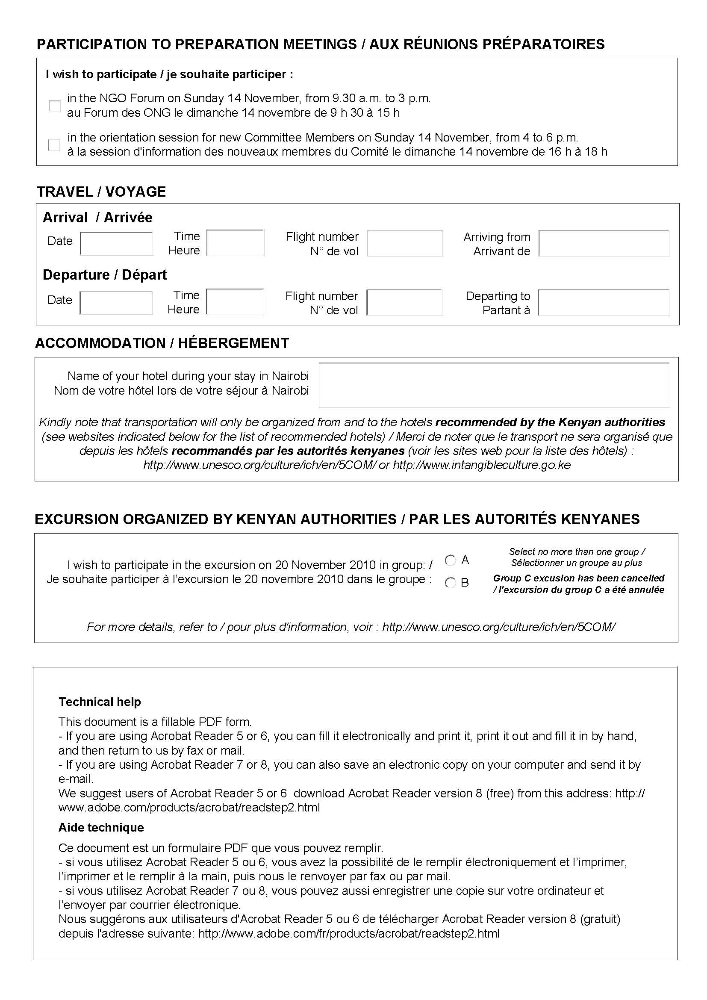 PARTICIPATION TO PREPARATION MEETINGS / AUX RÉUNIONS PRÉPARATOIRES
I wish to participate / je souhaite participer :
in the NGO Forum on Sunday 14 November, from 9.30 a.m. to 3 p.m.
au Forum des ONG le dimanche 14 novembre de 9 h 30 à 15 h
in the orientation session for new Committee Members on Sunday 14 November, from 4 to 6 p.m.
à la session d'information des nouveaux membres du Comité le dimanche 14 novembre de 16 h à 18 h
TRAVEL / VOYAGE
Arrival / Arrivée
Date
Time
Heure
Flight number
N° de vol
Arriving from
Arrivant de
Departure / Départ
Date
Time
Heure
Flight number
N° de vol
Departing to
Partant à
ACCOMMODATION / HÉBERGEMENT
Name of your hotel during your stay in Nairobi
Nom de votre hôtel lors de votre séjour à Nairobi
Kindly note that transportation will only be organized from and to the hotels recommended by the Kenyan authorities
(see websites indicated below for the list of recommended hotels) / Merci de noter que le transport ne sera organisé que
depuis les hôtels recommandés par les autorités kenyanes (voir les sites web pour la liste des hôtels) :
http://www.unesco.org/culture/ich/en/5COM/ or http://www.intangibleculture.go.ke
EXCURSION ORGANIZED BY KENYAN AUTHORITIES / PAR LES AUTORITÉS KENYANES
I wish to participate in the excursion on 20 November 2010 in group: /
Je souhaite participer à l’excursion le 20 novembre 2010 dans le groupe :
A
B
Select no more than one group /
Sélectionner un groupe au plus
Group C excusion has been cancelled
/ l'excursion du group C a été annulée
For more details, refer to / pour plus d'information, voir : http://www.unesco.org/culture/ich/en/5COM/
Technical help
This document is a fillable PDF form.
- If you are using Acrobat Reader 5 or 6, you can fill it electronically and print it, print it out and fill it in by hand,
and then return to us by fax or mail.
- If you are using Acrobat Reader 7 or 8, you can also save an electronic copy on your computer and send it by
e-mail.
We suggest users of Acrobat Reader 5 or 6 download Acrobat Reader version 8 (free) from this address: http://
www.adobe.com/products/acrobat/readstep2.html
Aide technique
Ce document est un formulaire PDF que vous pouvez remplir.
- si vous utilisez Acrobat Reader 5 ou 6, vous avez la possibilité de le remplir électroniquement et l’imprimer,
l’imprimer et le remplir à la main, puis nous le renvoyer par fax ou par mail.
- si vous utilisez Acrobat Reader 7 ou 8, vous pouvez aussi enregistrer une copie sur votre ordinateur et
l’envoyer par courrier électronique.
Nous suggérons aux utilisateurs d'Acrobat Reader 5 ou 6 de télécharger Acrobat Reader version 8 (gratuit)
depuis l'adresse suivante: http://www.adobe.com/fr/products/acrobat/readstep2.html